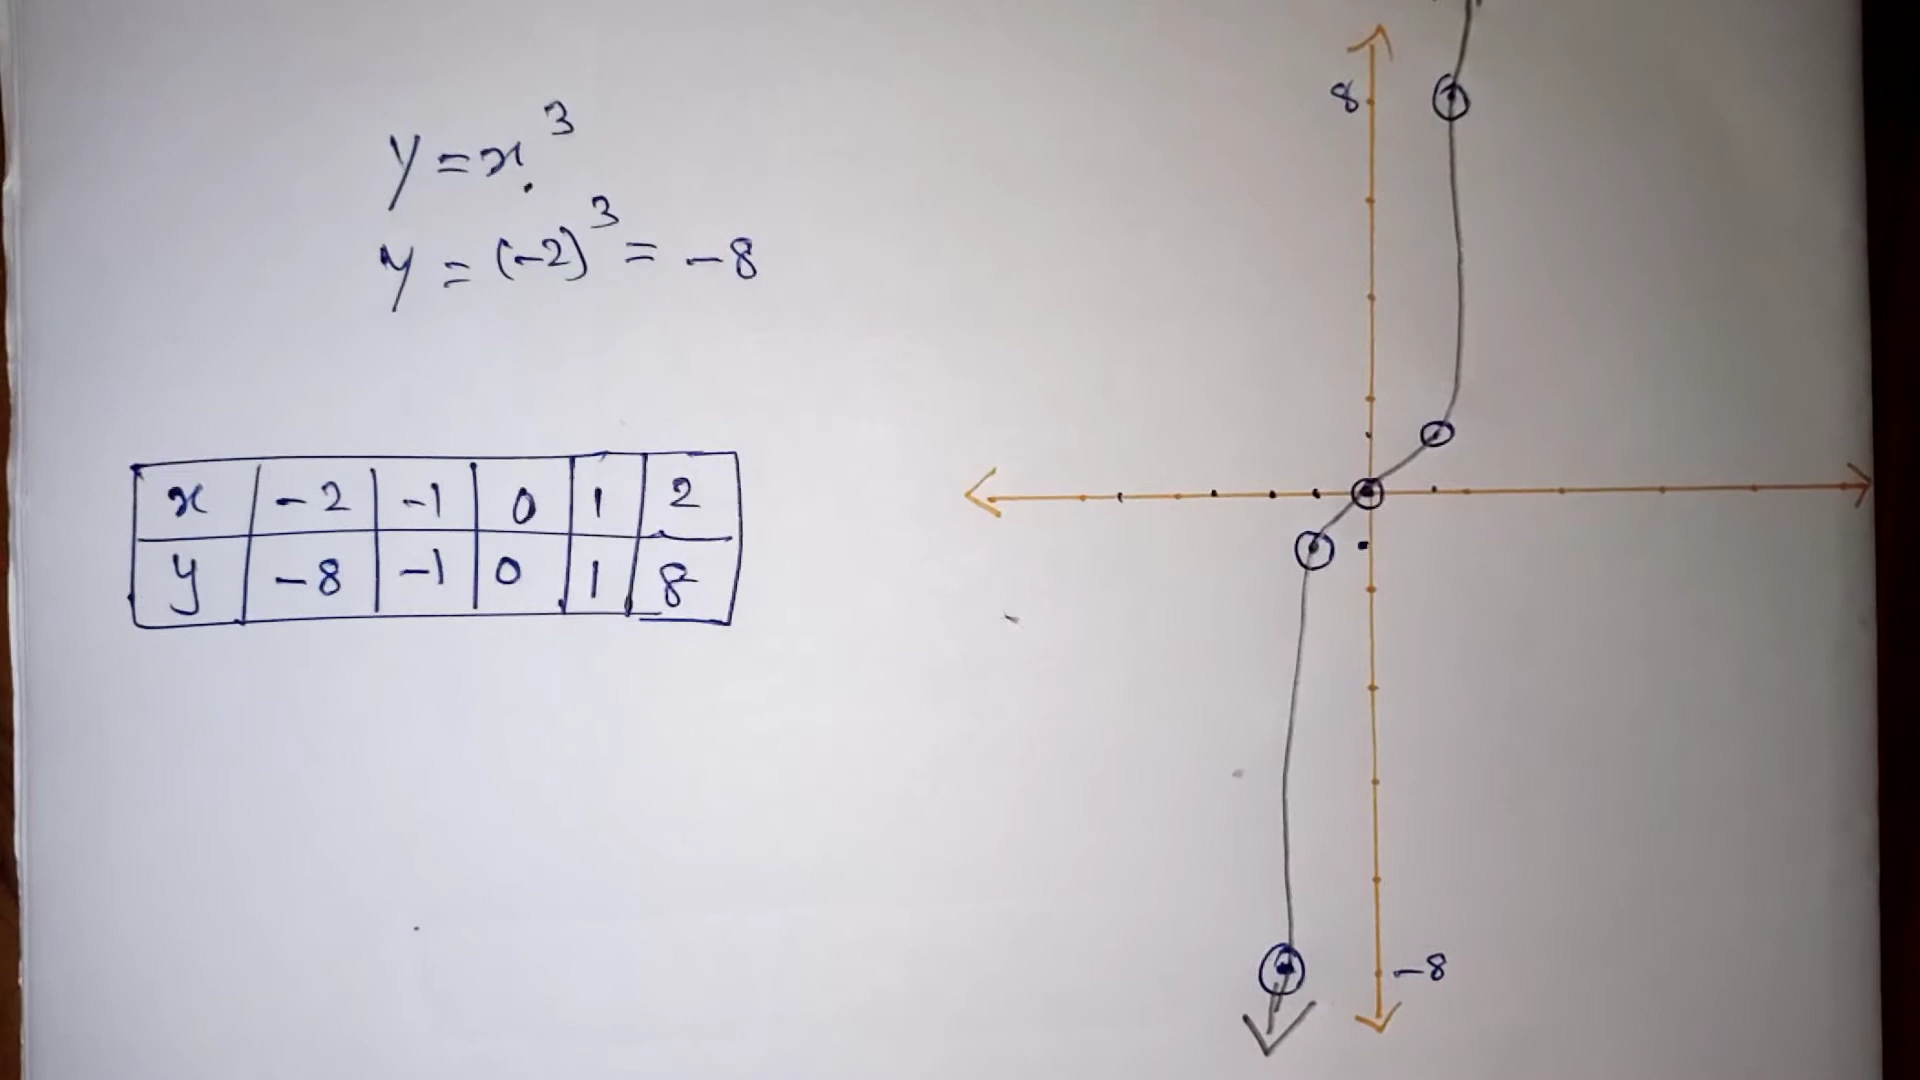 y = x³
y = (-2)³ = -8
x -2 -1 0 1 2
y -8 -1 0 1 8
8
-8